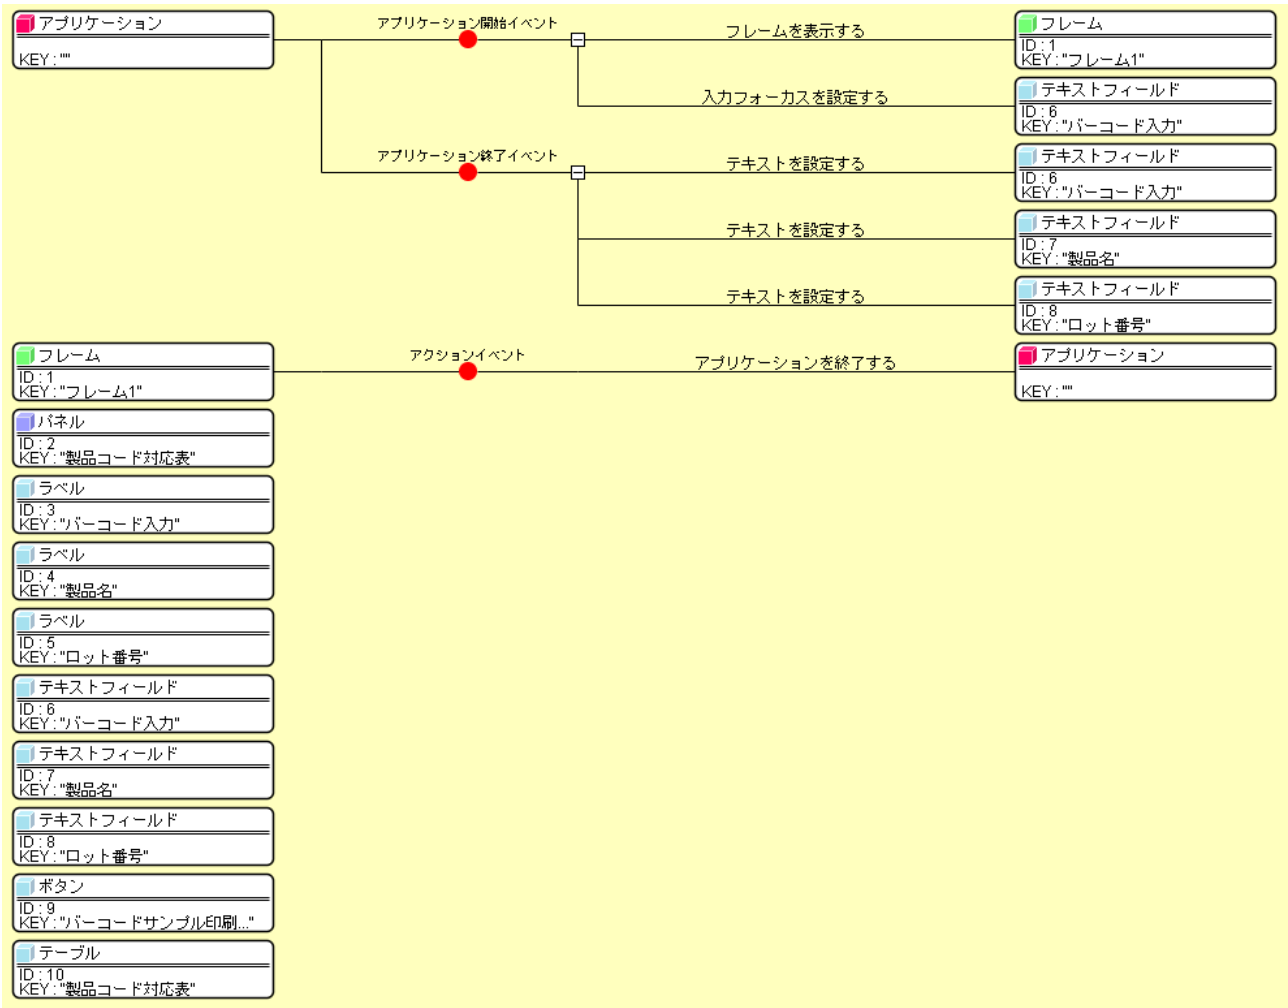 アプリケーション
KEY : ""
アプリケーション開始イベント
フレームを表示する
フレーム
ID : 1
KEY : "フレーム1"
入力フォーカスを設定する
テキストフィールド
ID : 6
KEY : "バーコード入力"
アプリケーション終了イベント
テキストを設定する
テキストフィールド
ID : 6
KEY : "バーコード入力"
テキストを設定する
テキストフィールド
ID : 7
KEY : "製品名"
テキストを設定する
テキストフィールド
ID : 8
KEY : "ロット番号"
フレーム
ID : 1
KEY : "フレーム1"
アクションイベント
アプリケーションを終了する
アプリケーション
KEY : ""
パネル
ID : 2
KEY : "製品コード対応表"
ラベル
ID : 3
KEY : "バーコード入力"
ラベル
ID : 4
KEY : "製品名"
ラベル
ID : 5
KEY : "ロット番号"
テキストフィールド
ID : 6
KEY : "バーコード入力"
テキストフィールド
ID : 7
KEY : "製品名"
テキストフィールド
ID : 8
KEY : "ロット番号"
ボタン
ID : 9
KEY : "バーコードサンプル印刷..."
テーブル
ID : 10
KEY : "製品コード対応表"